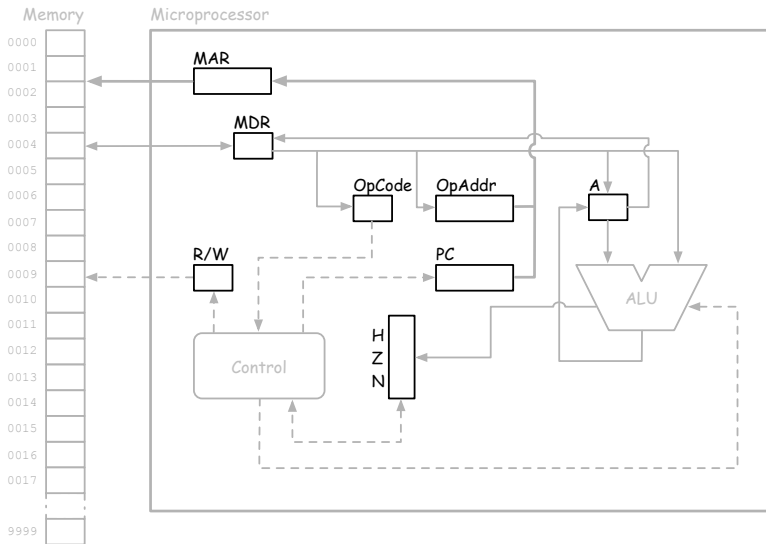 Memory
Microprocessor
0000
0001
0002
0003
0004
0005
0006
0007
0008
0009
0010
0011
0012
0013
0014
0015
0016
0017
9999
MAR
MDR
OpCode
OpAddr
A
R/W
PC
ALU
H
Z
N
Control